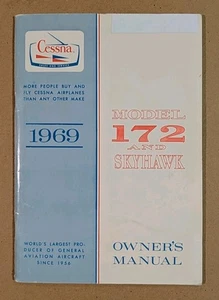 Cessna
MORE PEOPLE BUY AND
FLY CESSNA AIRPLANES
THAN ANY OTHER MAKE
1969
WORLD'S LARGEST PRO-
DUCER OF GENERAL
AVIATION AIRCRAFT
SINCE 1956
MODEL
172
AND
SKYHAWK
OWNER'S
MANUAL